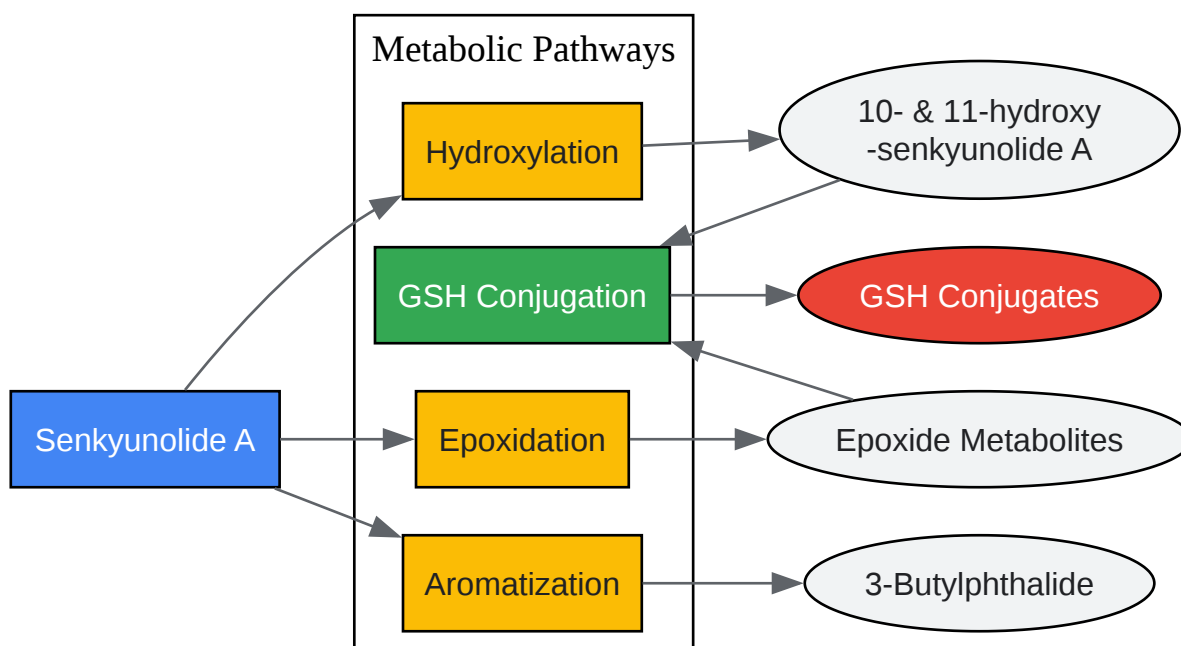 Metabolic Pathways
Hydroxylation
10- & 11-hydroxy
-senkyunolide A
GSH Conjugation
GSH Conjugates
Senkyunolide A
Epoxidation
Epoxide Metabolites
Aromatization
3-Butylphthalide